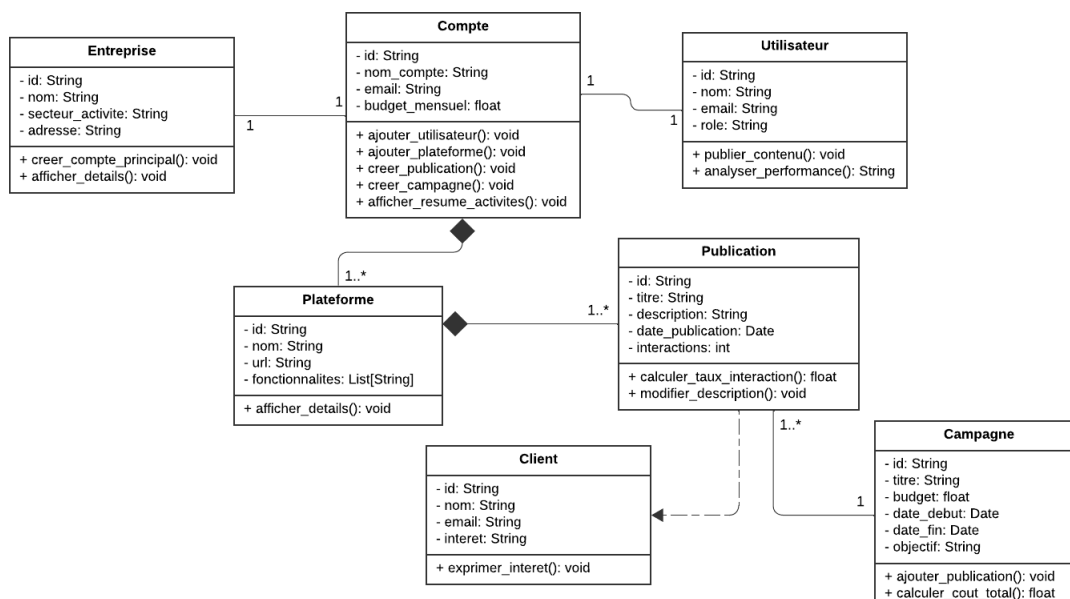 Entreprise
- id: String
- nom: String
- secteur_activite: String
- adresse: String
+ creer_compte_principal(): void
+ afficher_details(): void
1
1
Compte
- id: String
- nom_compte: String
- email: String
- budget_mensuel: float
+ ajouter_utilisateur(): void
+ ajouter_plateforme(): void
+ creer_publication(): void
+ creer_campagne(): void
+ afficher_resume_activites(): void
1
1
Utilisateur
- id: String
- nom: String
- email: String
- role: String
+ publier_contenu(): void
+ analyser_performance(): String
1..*
Plateforme
- id: String
- nom: String
- url: String
- fonctionnalites: List[String]
+ afficher_details(): void
1..*
Publication
- id: String
- titre: String
- description: String
- date_publication: Date
- interactions: int
+ calculer_taux_interaction(): float
+ modifier_description(): void
1..*
1
Client
- id: String
- nom: String
- email: String
- interet: String
+ exprimer_interet(): void
Campagne
- id: String
- titre: String
- budget: float
- date_debut: Date
- date_fin: Date
- objectif: String
+ ajouter_publication(): void
+ calculer_cout_total(): float